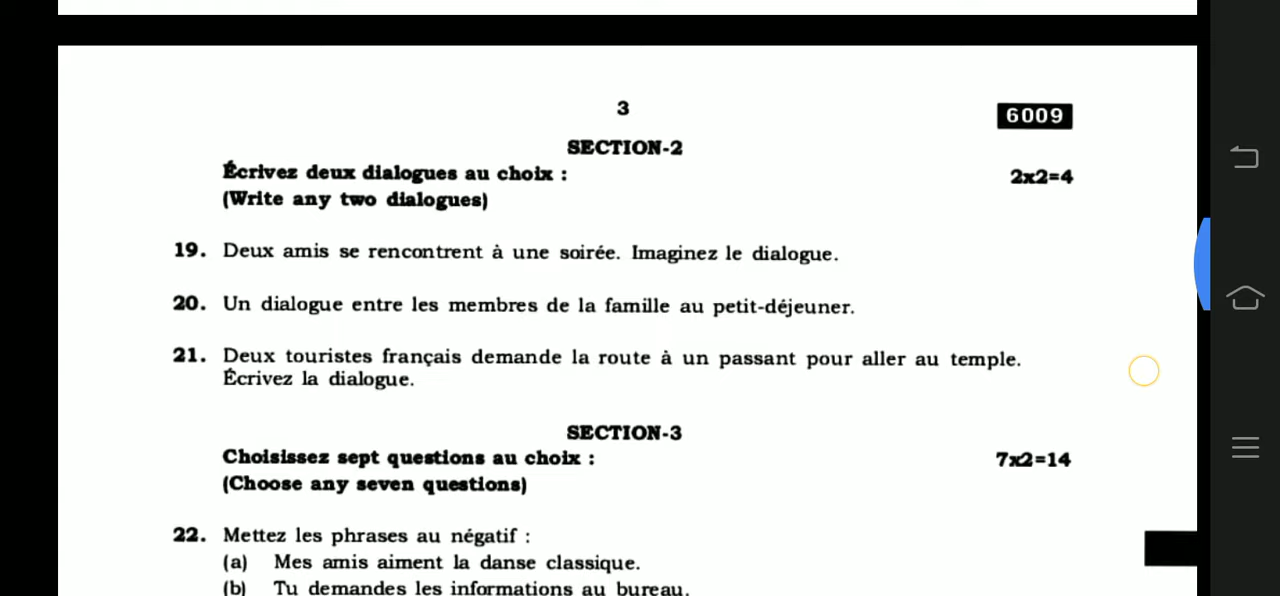 3
6009
SECTION-2
Écrivez deux dialogues au choix : 2x2=4
(Write any two dialogues)
19. Deux amis se rencontrent à une soirée. Imaginez le dialogue.
20. Un dialogue entre les membres de la famille au petit-déjeuner.
21. Deux touristes français demande la route à un passant pour aller au temple.
Écrivez la dialogue.
SECTION-3
Choisissez sept questions au choix : 7x2=14
(Choose any seven questions)
22. Mettez les phrases au négatif :
(a) Mes amis aiment la danse classique.
(b) Tu demandes les informations au bureau.